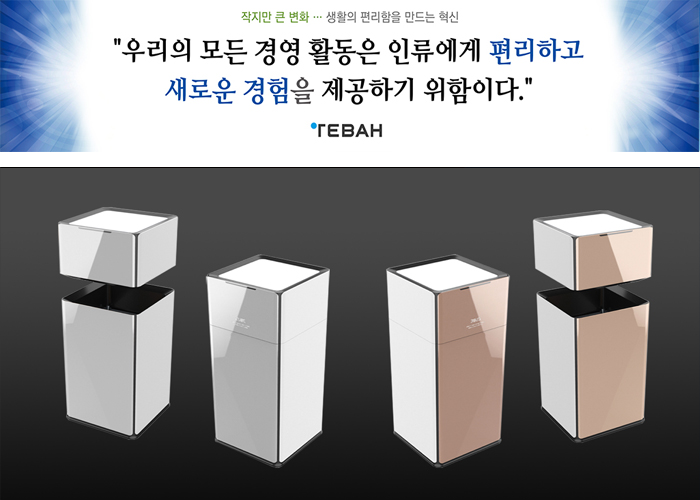 작지만 큰 변화 ··· 생활의 편리함을 만드는 혁신
"우리의 모든 경영 활동은 인류에게 편리하고
새로운 경험을 제공하기 위함이다."
TEBAH